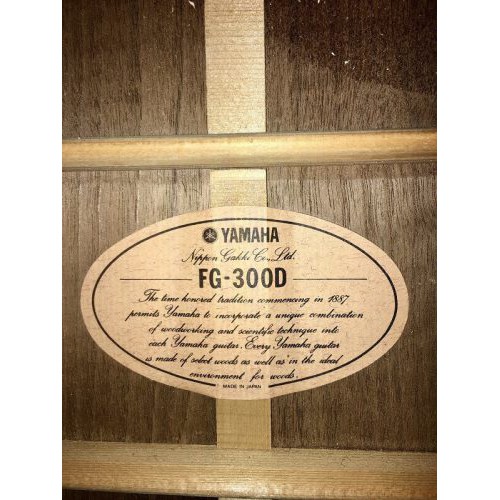 YAMAHA
Nippon Gakki Co., Ltd.
FG-300D
The time honored tradition commencing in 1887
permits Yamaha to incorporate a unique combination
of woodworking and scientific technique into
each Yamaha guitar. Every Yamaha guitar
is made of select woods as well as in the ideal
environment for woods.
MADE IN JAPAN